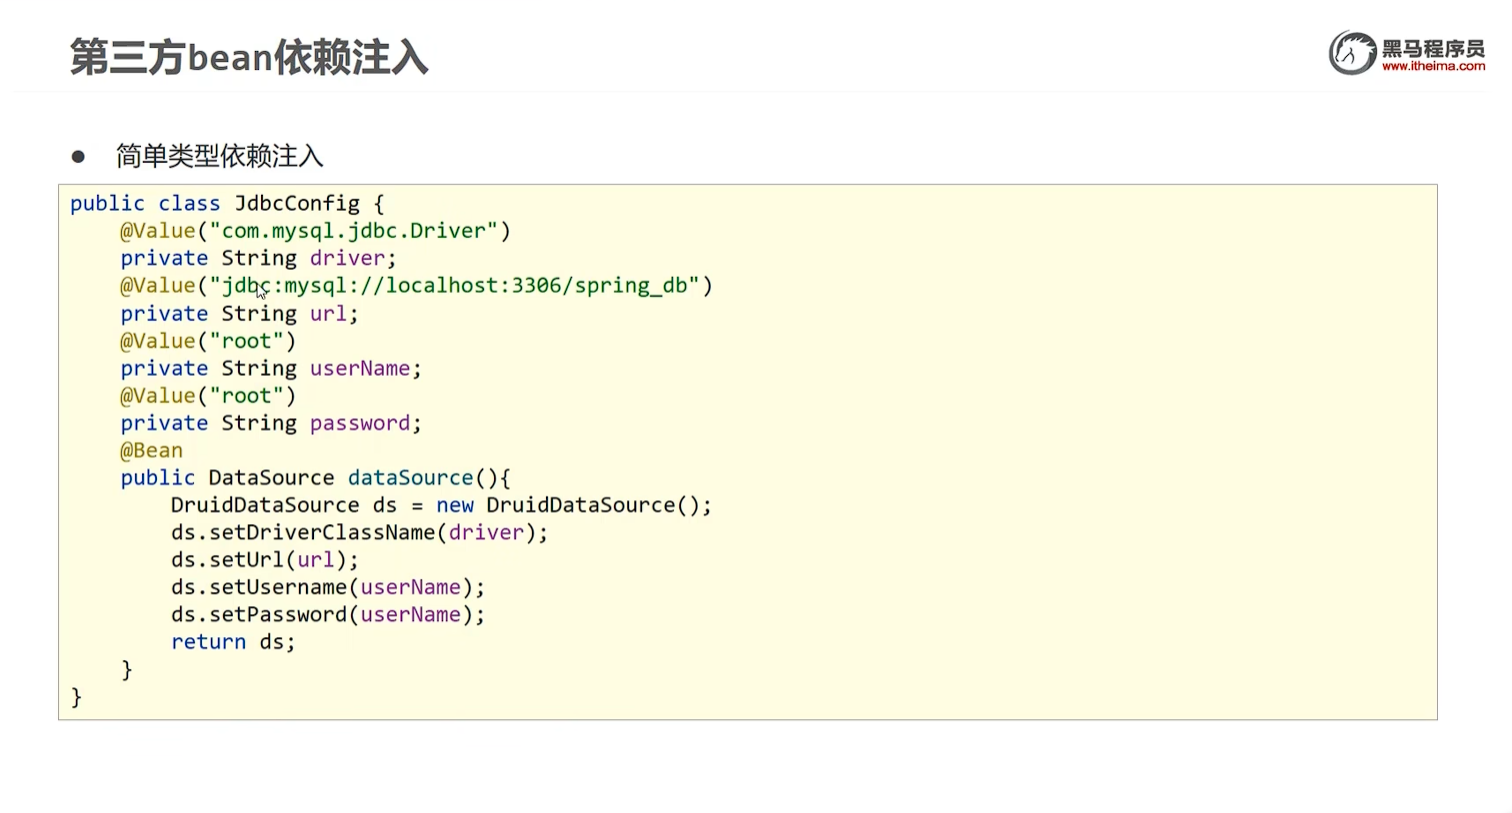 第三方bean依赖注入
黑马程序员
www.itheima.com
● 简单类型依赖注入
public class JdbcConfig {
    @Value("com.mysql.jdbc.Driver")
    private String driver;
    @Value("jdbc:mysql://localhost:3306/spring_db")
    private String url;
    @Value("root")
    private String userName;
    @Value("root")
    private String password;
    @Bean
    public DataSource dataSource(){
        DruidDataSource ds = new DruidDataSource();
        ds.setDriverClassName(driver);
        ds.setUrl(url);
        ds.setUsername(userName);
        ds.setPassword(userName);
        return ds;
    }
}